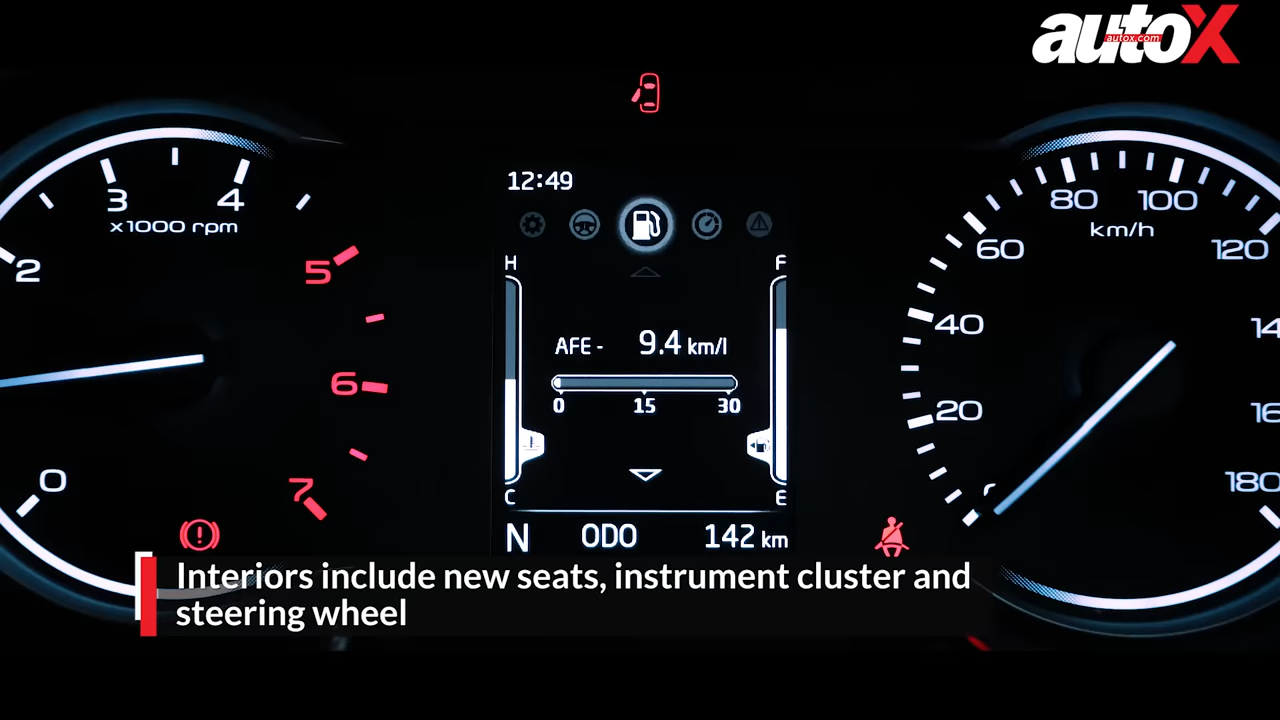 autoX
autox.com
12:49
3
4
x1000 rpm
2
5
6
0
7
H
F
AFE - 9.4 km/l
0 15 30
C
E
N ODO 142 km
80
100
km/h
60
120
40
20
180
Interiors include new seats, instrument cluster and
steering wheel